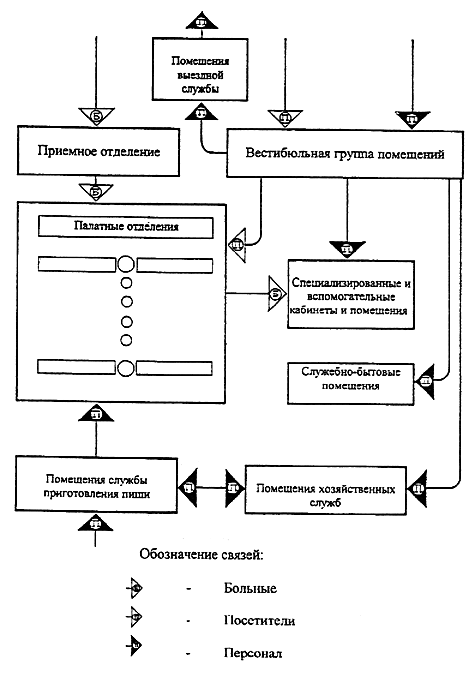 Помещения
выездной
службы
П
П
Б
П
П
Приемное отделение
Вестибюльная группа помещений
Б
Палатные отделения
П
П
Б
Специализированные и
вспомогательные
кабинеты и помещения
Служебно-бытовые
помещения
П
П
Помещения службы
приготовления пищи
П
П
Помещения хозяйственных
служб
П
П
Обозначение связей:
- Больные
- Посетители
- Персонал